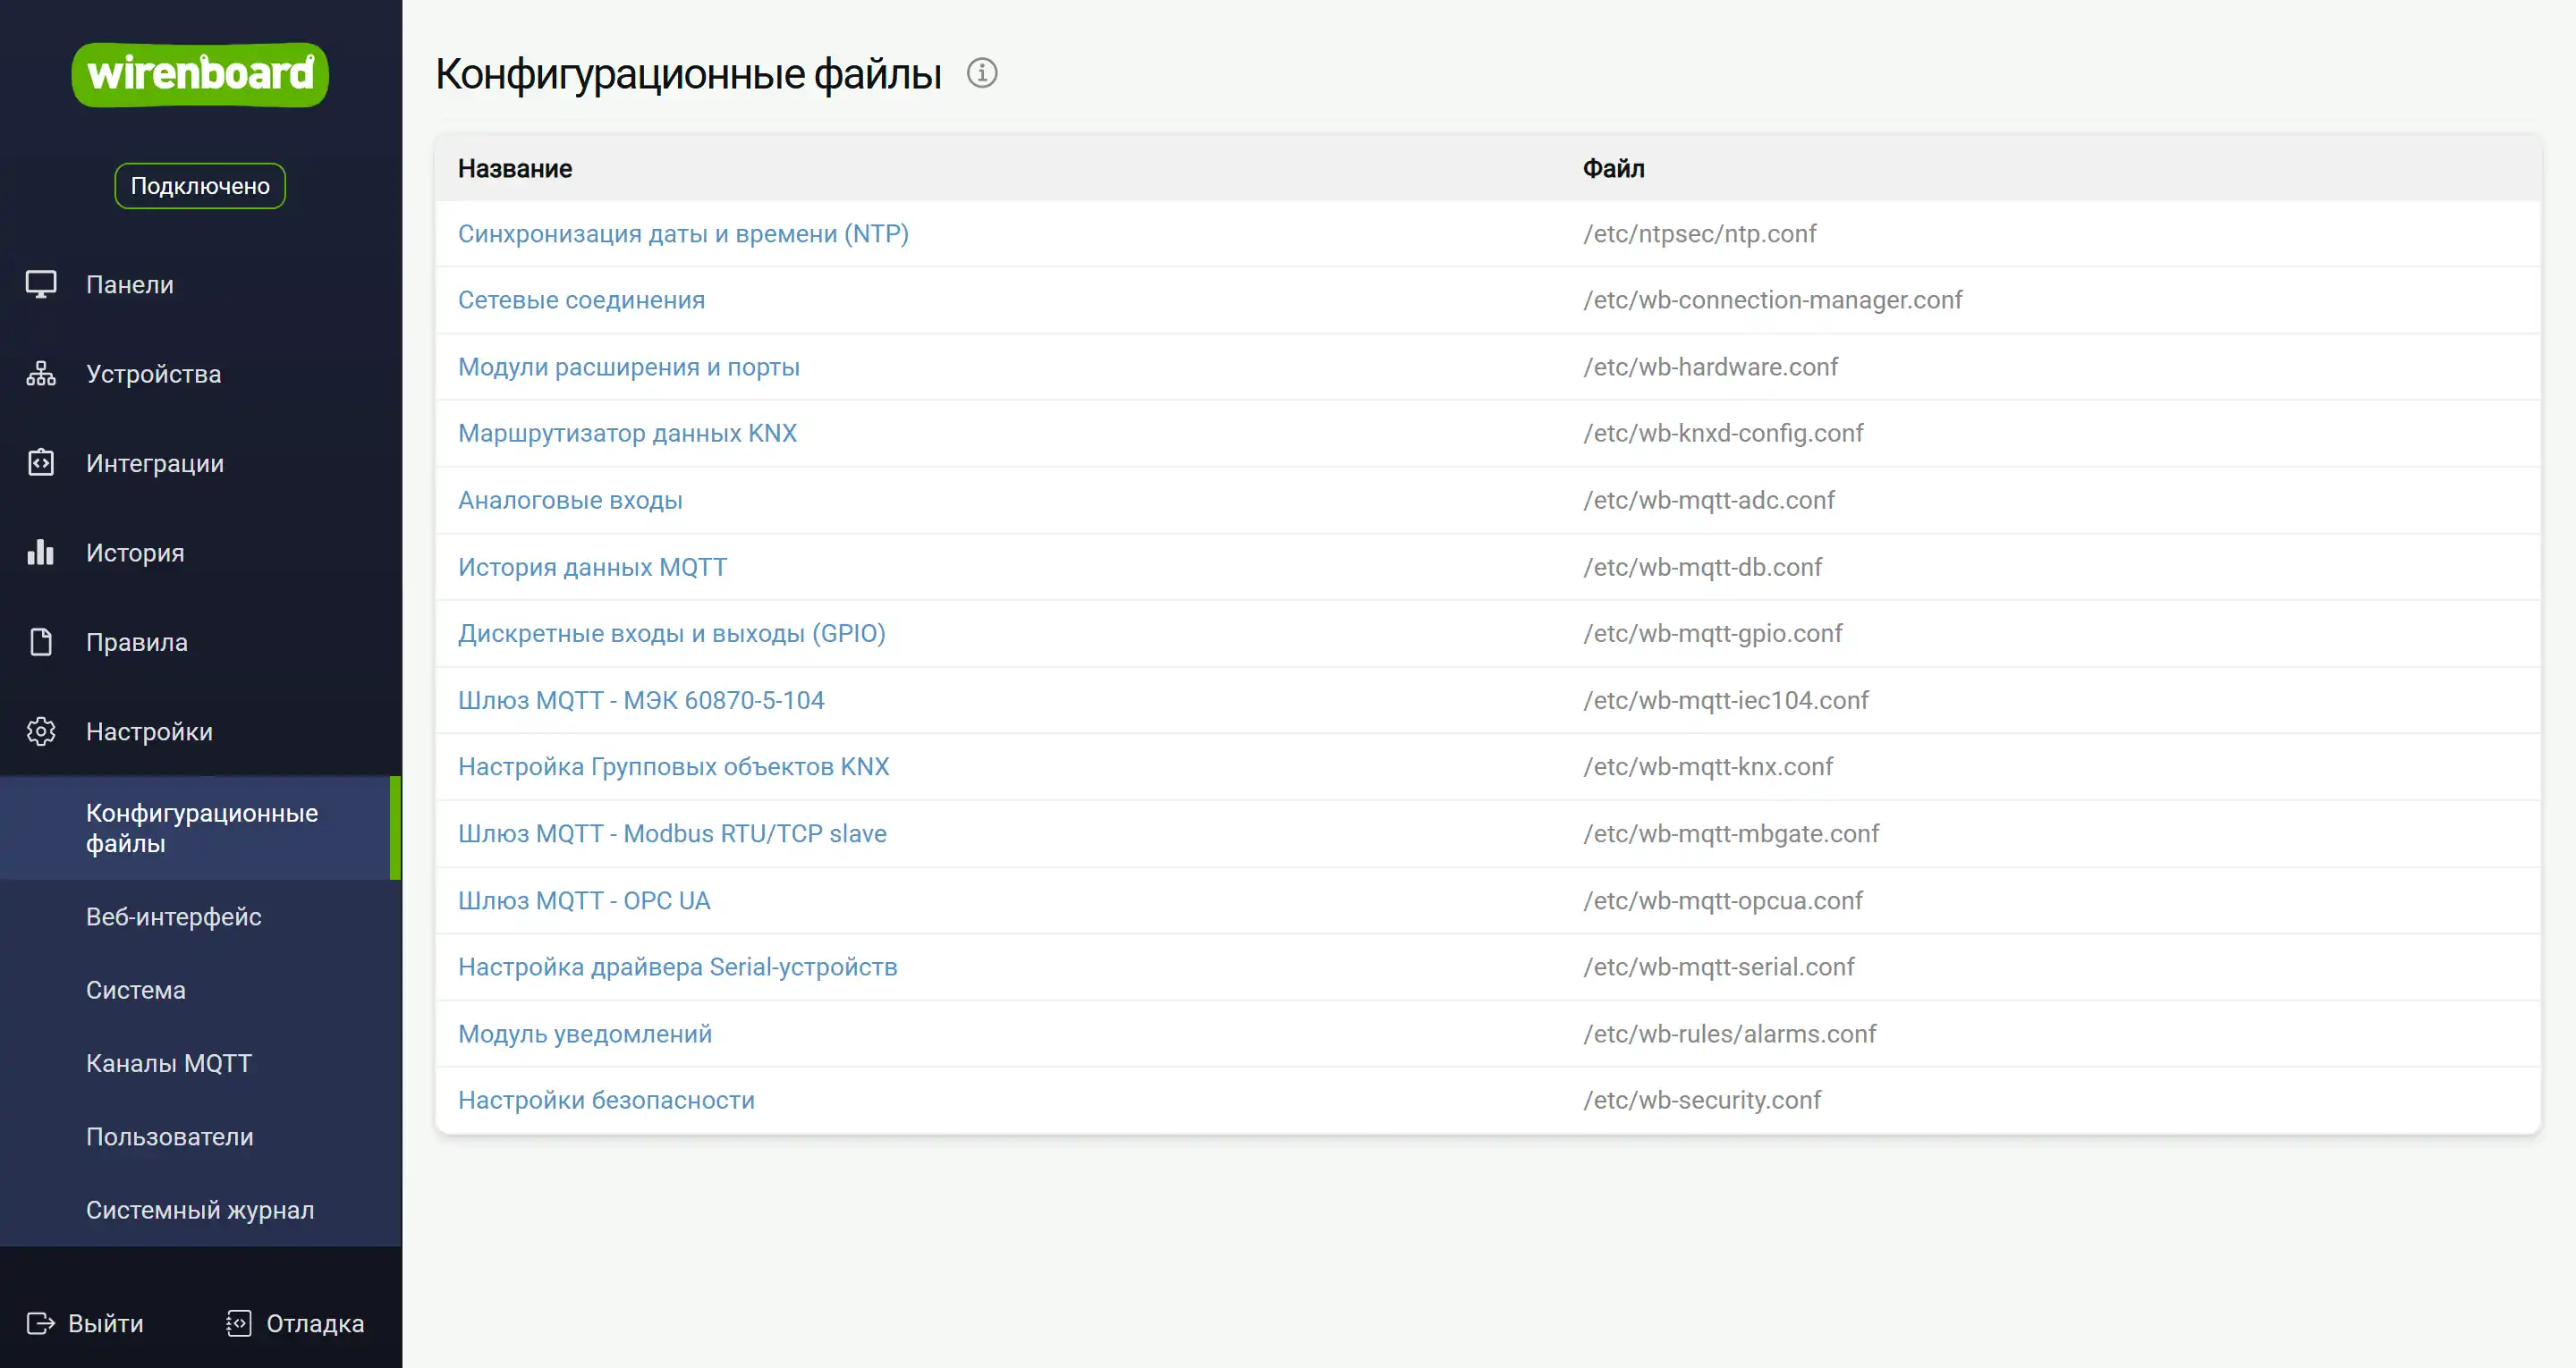 wirenboard
Подключено
Панели
Устройства
Интеграции
История
Правила
Настройки
Конфигурационные
файлы
Веб-интерфейс
Система
Каналы MQTT
Пользователи
Системный журнал
Выйти
Отладка
Конфигурационные файлы
Название Файл
Синхронизация даты и времени (NTP) /etc/ntpsec/ntp.conf
Сетевые соединения /etc/wb-connection-manager.conf
Модули расширения и порты /etc/wb-hardware.conf
Маршрутизатор данных KNX /etc/wb-knxd-config.conf
Аналоговые входы /etc/wb-mqtt-adc.conf
История данных MQTT /etc/wb-mqtt-db.conf
Дискретные входы и выходы (GPIO) /etc/wb-mqtt-gpio.conf
Шлюз MQTT - МЭК 60870-5-104 /etc/wb-mqtt-iec104.conf
Настройка Групповых объектов KNX /etc/wb-mqtt-knx.conf
Шлюз MQTT - Modbus RTU/TCP slave /etc/wb-mqtt-mbgate.conf
Шлюз MQTT - OPC UA /etc/wb-mqtt-opcua.conf
Настройка драйвера Serial-устройств /etc/wb-mqtt-serial.conf
Модуль уведомлений /etc/wb-rules/alarms.conf
Настройки безопасности /etc/wb-security.conf